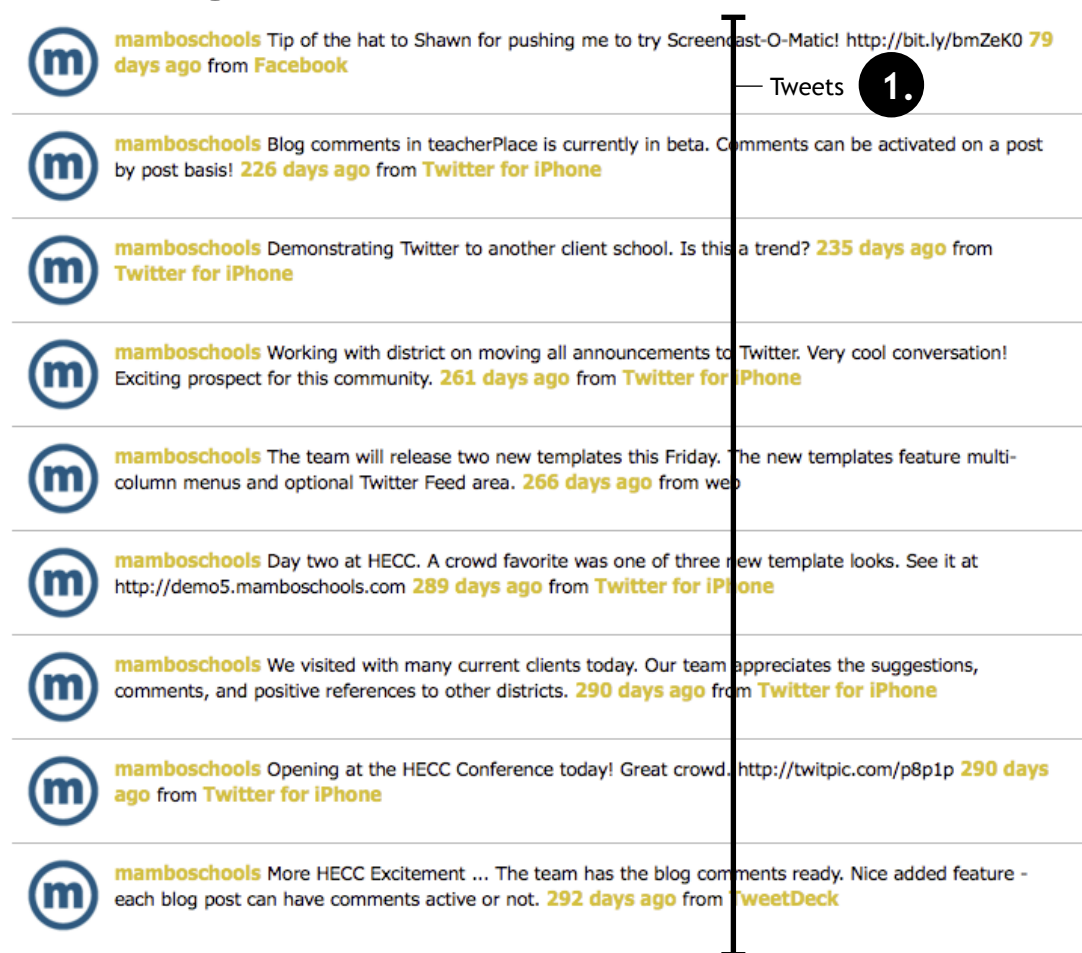 mamboschools Tip of the hat to Shawn for pushing me to try Screencast-O-Matic! http://bit.ly/bmZeK0 79
days ago from Facebook
Tweets 1.
mamboschools Blog comments in teacherPlace is currently in beta. Comments can be activated on a post
by post basis! 226 days ago from Twitter for iPhone
mamboschools Demonstrating Twitter to another client school. Is this a trend? 235 days ago from
Twitter for iPhone
mamboschools Working with district on moving all announcements to Twitter. Very cool conversation!
Exciting prospect for this community. 261 days ago from Twitter for iPhone
mamboschools The team will release two new templates this Friday. The new templates feature multi-
column menus and optional Twitter Feed area. 266 days ago from web
mamboschools Day two at HECC. A crowd favorite was one of three new template looks. See it at
http://demo5.mamboschools.com 289 days ago from Twitter for iPhone
mamboschools We visited with many current clients today. Our team appreciates the suggestions,
comments, and positive references to other districts. 290 days ago from Twitter for iPhone
mamboschools Opening at the HECC Conference today! Great crowd. http://twitpic.com/p8p1p 290 days
ago from Twitter for iPhone
mamboschools More HECC Excitement ... The team has the blog comments ready. Nice added feature -
each blog post can have comments active or not. 292 days ago from TweetDeck
m
m
m
m
m
m
m
m
m